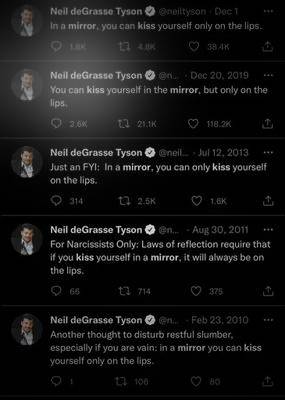 Neil deGrasse Tyson @neiltyson · Dec 1
In a mirror, you can kiss yourself only on the lips.
1.8K 4.8K 38.4K
Neil deGrasse Tyson @n... · Dec 20, 2019
You can kiss yourself in the mirror, but only on the
lips.
2.6K 21.1K 118.2K
Neil deGrasse Tyson @neil... · Jul 12, 2013
Just an FYI: In a mirror, you can only kiss yourself
on the lips.
314 2.5K 1.6K
Neil deGrasse Tyson @n... · Aug 30, 2011
For Narcissists Only: Laws of reflection require that
if you kiss yourself in a mirror, it will always be on
the lips.
66 714 375
Neil deGrasse Tyson @n... · Feb 23, 2010
Another thought to disturb restful slumber,
especially if you are vain: in a mirror you can kiss
yourself only on the lips.
1 106 80